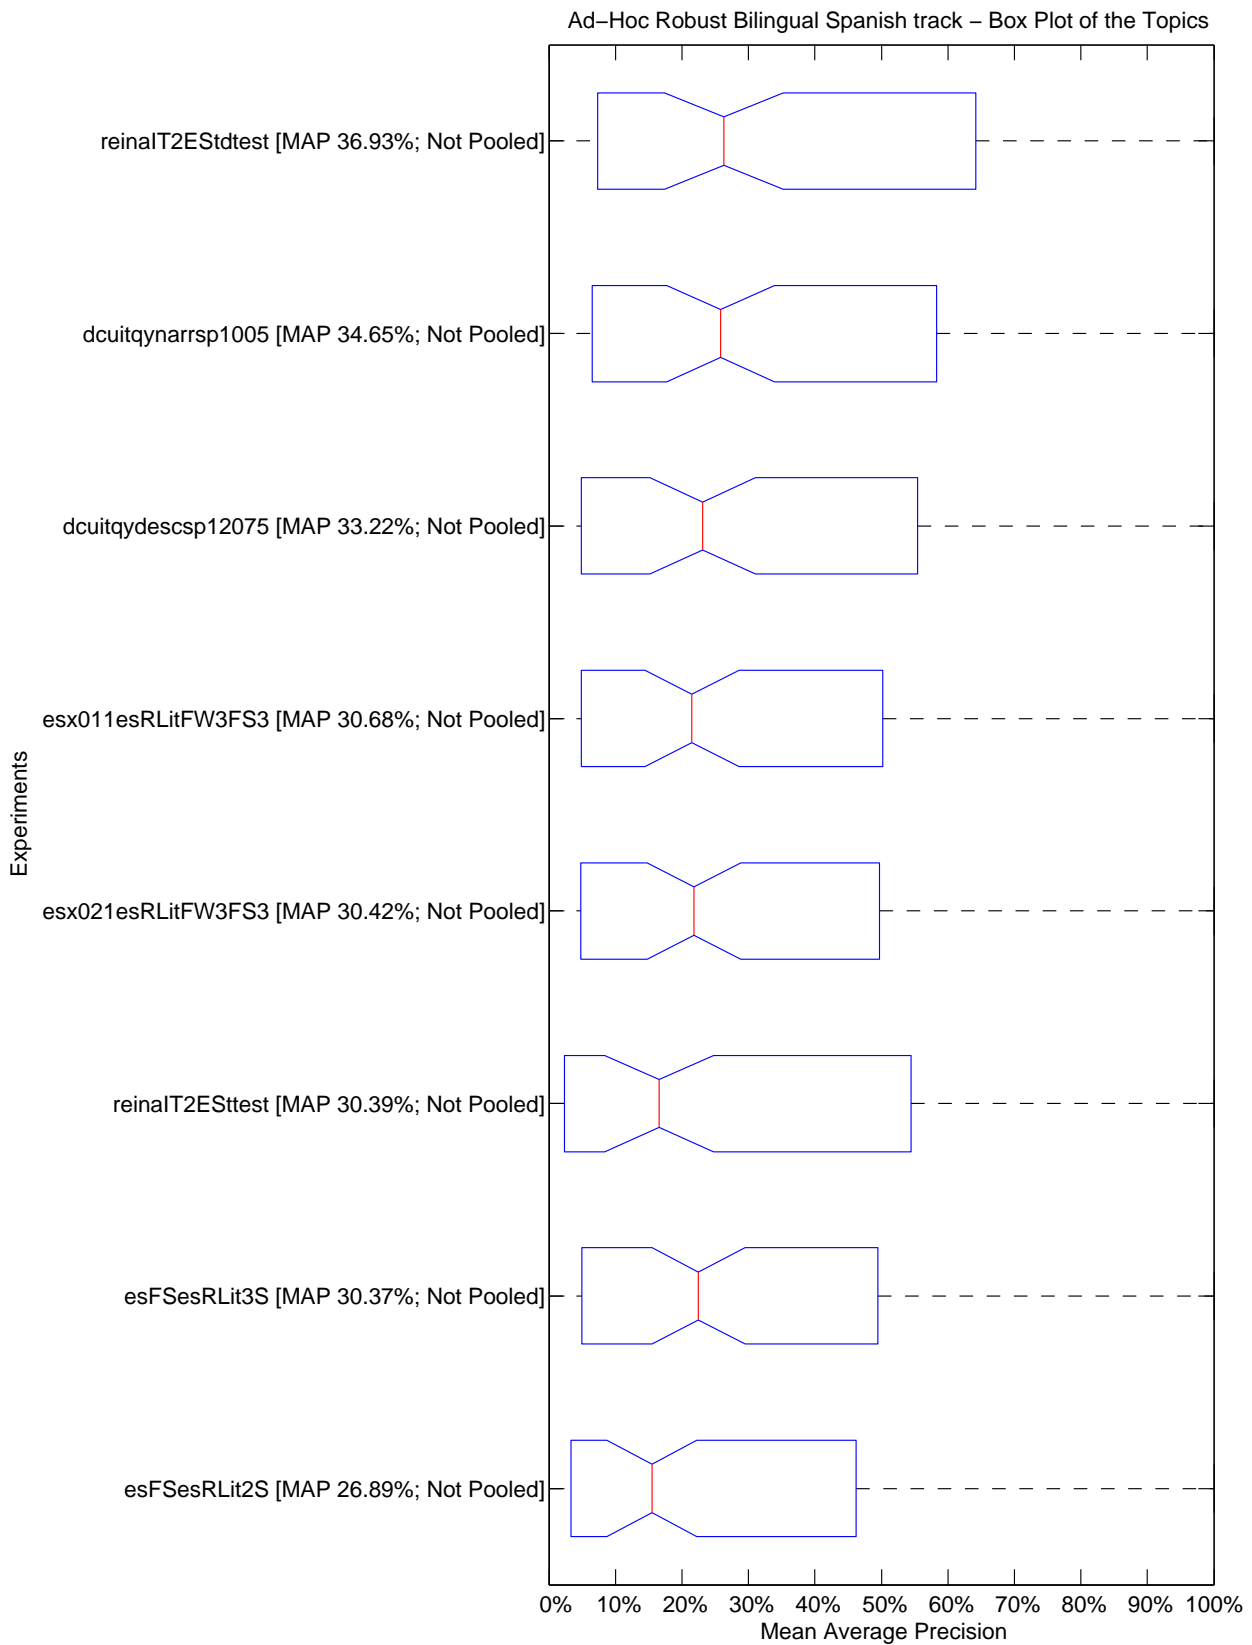 Ad−Hoc Robust Bilingual Spanish track − Box Plot of the Topics
reinaIT2EStdtest [MAP 36.93%; Not Pooled]
dcuitqynarrsp1005 [MAP 34.65%; Not Pooled]
dcuitqydescsp12075 [MAP 33.22%; Not Pooled]
esx011esRLitFW3FS3 [MAP 30.68%; Not Pooled]
Experiments
esx021esRLitFW3FS3 [MAP 30.42%; Not Pooled]
reinaIT2ESttest [MAP 30.39%; Not Pooled]
esFSesRLit3S [MAP 30.37%; Not Pooled]
esFSesRLit2S [MAP 26.89%; Not Pooled]
0% 10% 20% 30% 40% 50% 60% 70% 80% 90% 100%
Mean Average Precision